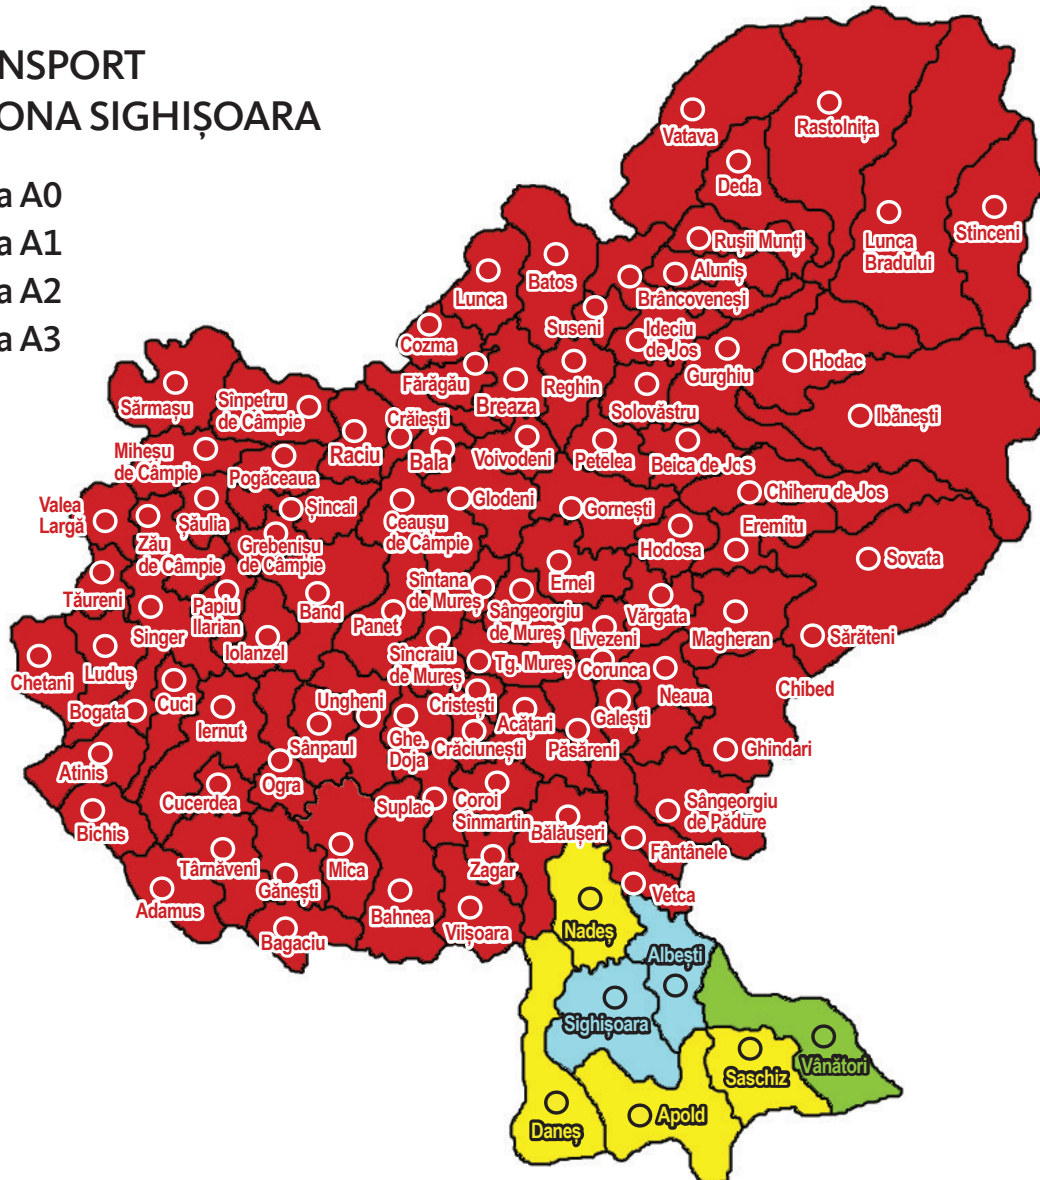 NSPORT
ONA SIGHIȘOARA
a A0
a A1
a A2
a A3
Vatava
Rastolnița
Deda
Rușii Munți
Lunca
Bradului
Stinceni
Batos
Aluniș
Lunca
Brâncovenești
Suseni
Ideciu
de Jos
Cozma
Fărăgău
Reghin
Gurghiu
Hodac
Sărmașu
Sînpetru
de Câmpie
Breaza
Solovăstru
Ibănești
Crăiești
Miheșu
de Câmpie
Raciu
Bala
Voivodeni
Petelea
Beica de Jos
Pogăceaua
Valea
Largă
Șăulia
Șincai
Ceaușu
de Câmpie
Glodeni
Gornești
Chiheru de Jos
Eremitu
Zău
de Câmpie
Grebenișu
de Câmpie
Hodosa
Sovata
Tăureni
Papiu
Ilarian
Band
Sîntana
de Mureș
Ernei
Singer
Panet
Sângeorgiu
de Mureș
Vărgata
Iolanzel
Livezeni
Magheran
Sărăteni
Chetani
Luduș
Sîncraiu
de Mureș
Tg. Mureș
Corunca
Neaua
Chibed
Cuci
Bogata
Iernut
Ungheni
Cristești
Sânpaul
Ghe.
Doja
Acățari
Galești
Crăciunești
Păsăreni
Ghindari
Atinis
Ogra
Cucerdea
Suplac
Coroi
Sînmartin
Sângeorgiu
de Pădure
Bichis
Bălăușeri
Fântânele
Târnăveni
Mica
Zagar
Gănești
Vetca
Adamus
Bahnea
Viișoara
Bagaciu
Nadeș
Albești
Sighișoara
Vânători
Saschiz
Daneș
Apold